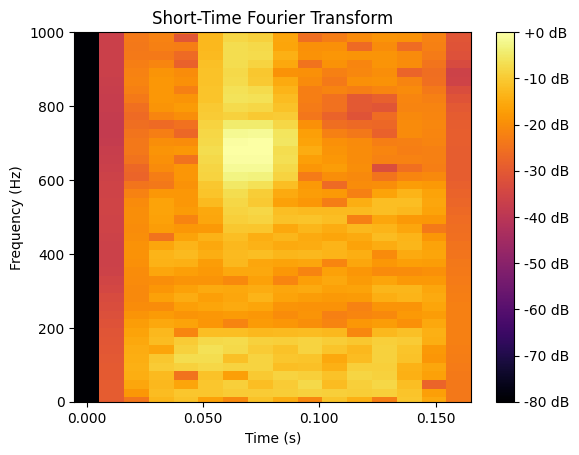 Short-Time Fourier Transform
Frequency (Hz)
1000
800
600
400
200
0
0.000
0.050
0.100
0.150
Time (s)
+0 dB
-10 dB
-20 dB
-30 dB
-40 dB
-50 dB
-60 dB
-70 dB
-80 dB